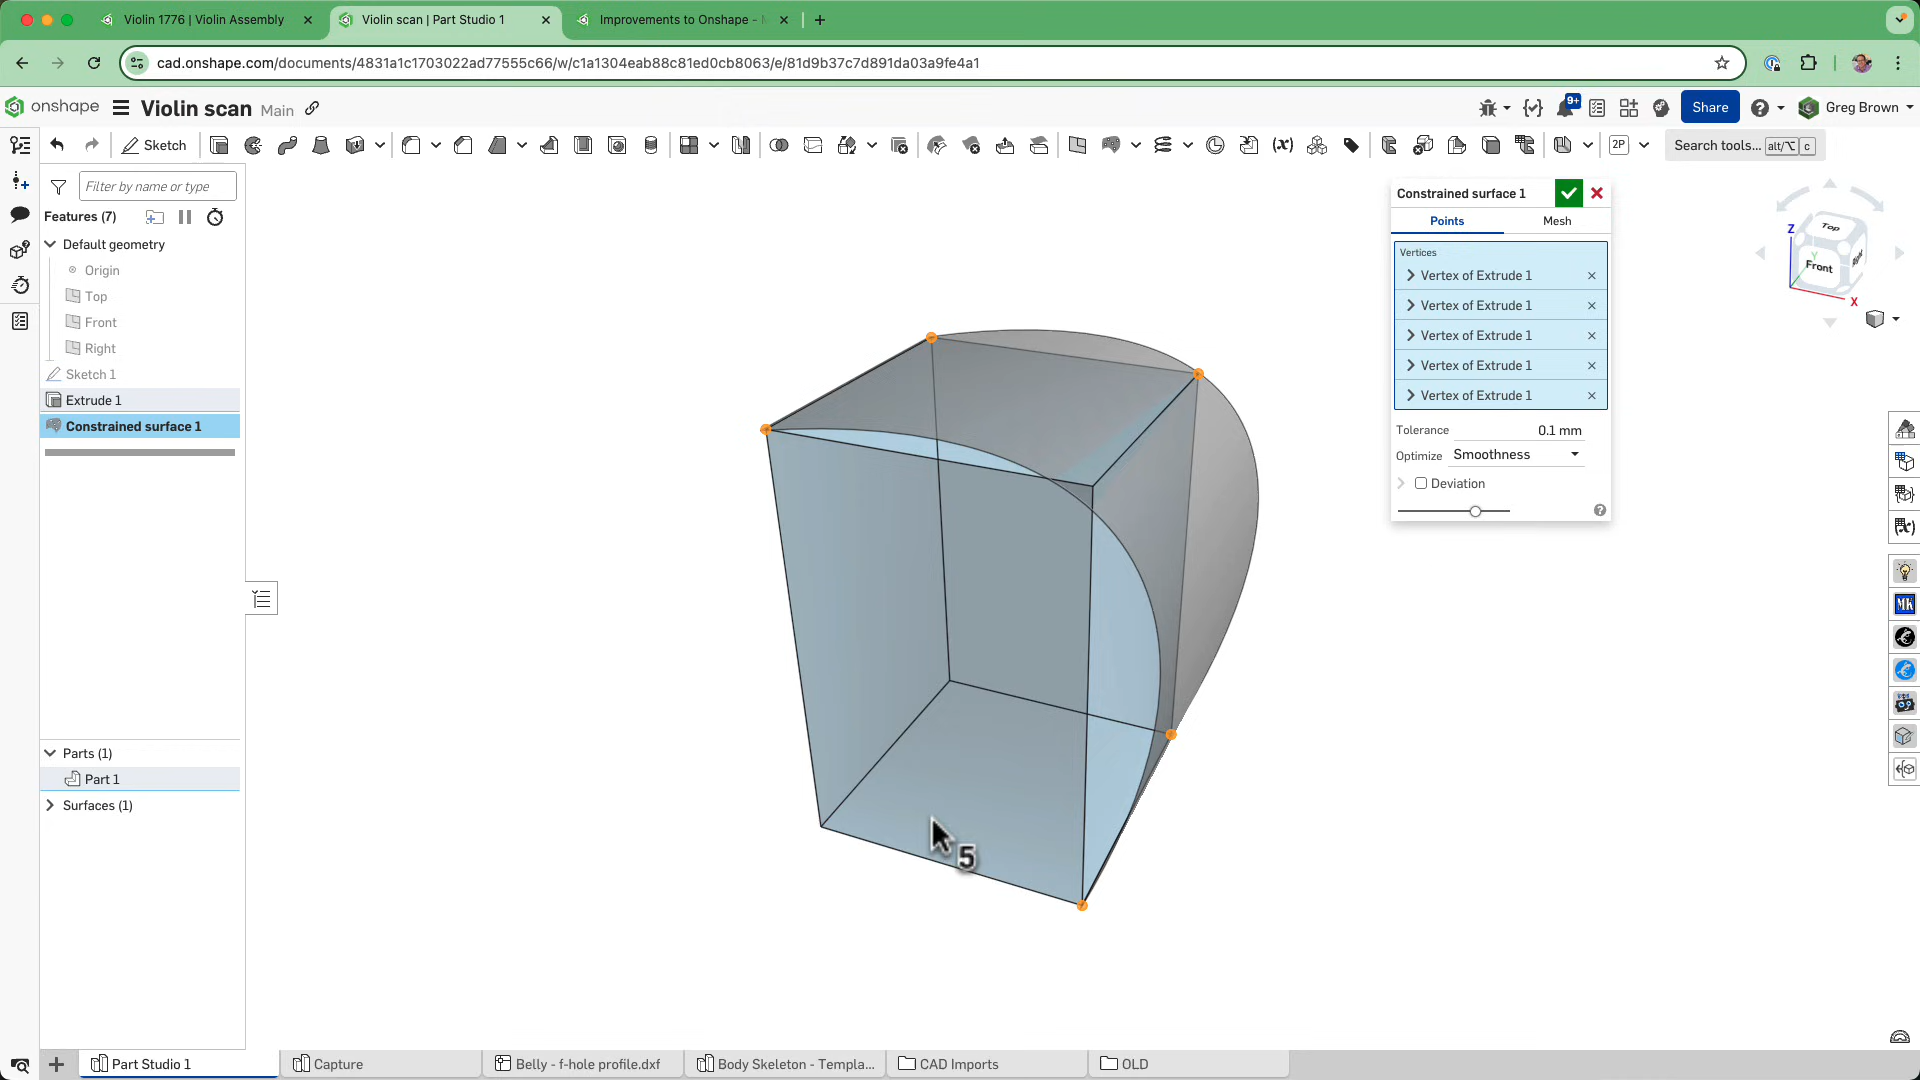 Violin 1776 | Violin Assembly
Violin scan | Part Studio 1
Improvements to Onshape -
cad.onshape.com/documents/4831a1c1703022ad77555c66/w/c1a1304eab88c81ed0cb8063/e/81d9b37c7d891da03a9fe4a1
onshape
Violin scan
Main
9+
Share
Greg Brown
Sketch
(x)
2P
Search tools... alt/⌥ c
Filter by name or type
Features (7)
Default geometry
Origin
Top
Front
Right
Sketch 1
Extrude 1
Constrained surface 1
Parts (1)
Part 1
Surfaces (1)
Constrained surface 1
Points
Mesh
Vertices
Vertex of Extrude 1
Vertex of Extrude 1
Vertex of Extrude 1
Vertex of Extrude 1
Vertex of Extrude 1
Tolerance
0.1 mm
Optimize
Smoothness
Deviation
Z
Top
Y
Front
Right
X
5
MK
Part Studio 1
Capture
Belly - f-hole profile.dxf
Body Skeleton - Templa...
CAD Imports
OLD